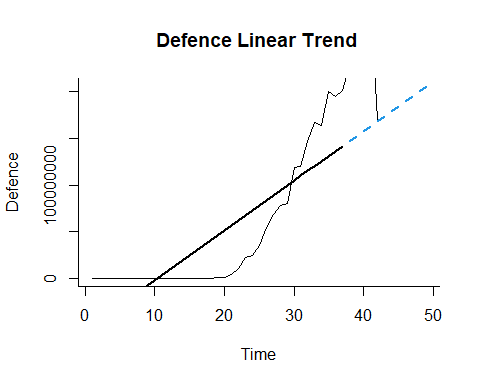 Defence Linear Trend
Defence
100000000
0
0 10 20 30 40 50
Time